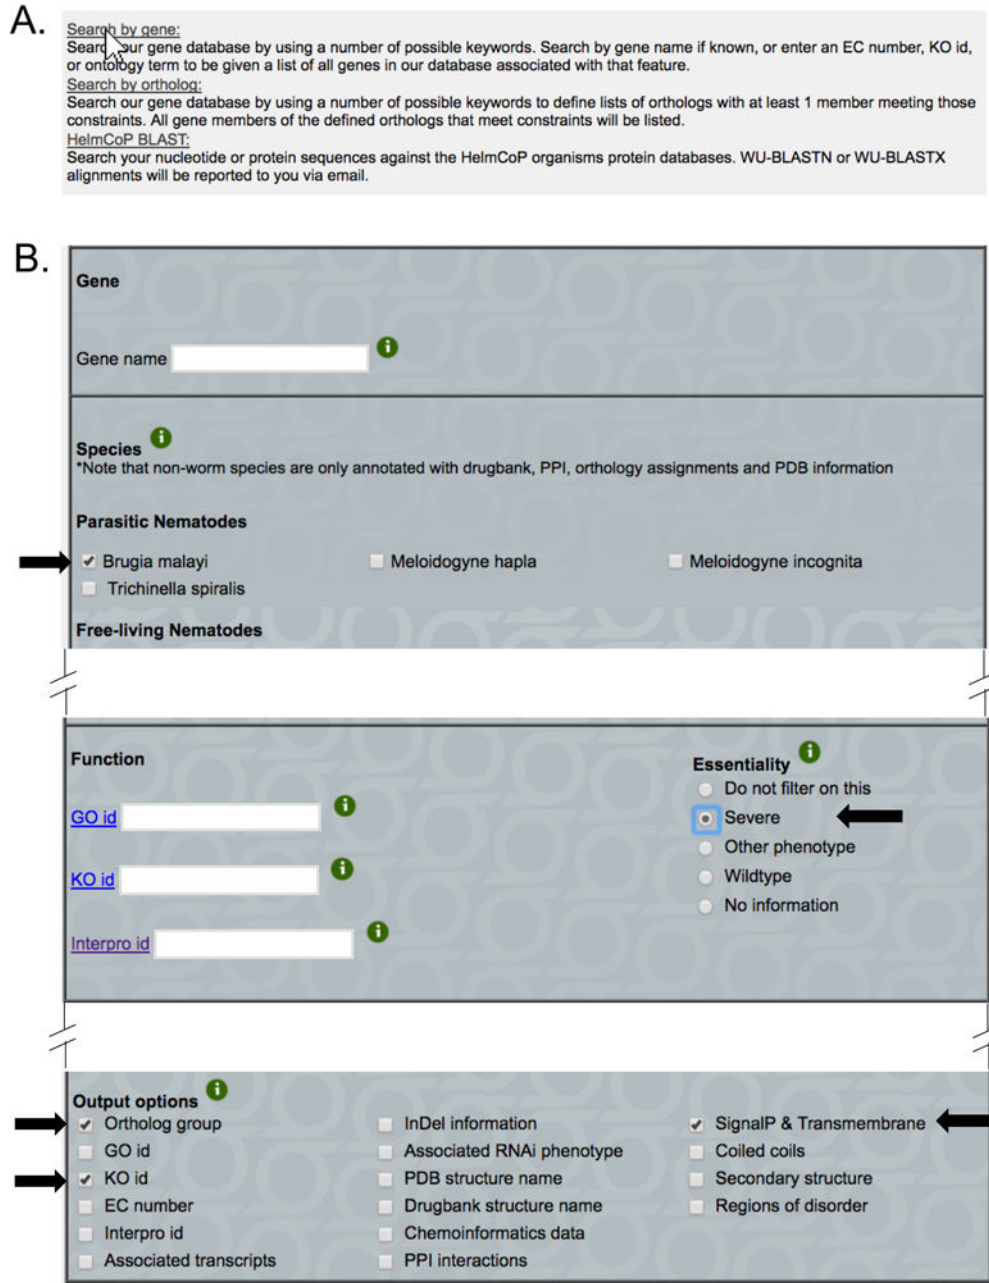 A.
Search by gene:
Search our gene database by using a number of possible keywords. Search by gene name if known, or enter an EC number, KO id,
or ontology term to be given a list of all genes in our database associated with that feature.
Search by ortholog:
Search our gene database by using a number of possible keywords to define lists of orthologs with at least 1 member meeting those
constraints. All gene members of the defined orthologs that meet constraints will be listed.
HelmCoP BLAST:
Search your nucleotide or protein sequences against the HelmCoP organisms protein databases. WU-BLASTN or WU-BLASTX
alignments will be reported to you via email.
B.
Gene
Gene name
Species
*Note that non-worm species are only annotated with drugbank, PPI, orthology assignments and PDB information
Parasitic Nematodes
Brugia malayi Meloidogyne hapla Meloidogyne incognita
Trichinella spiralis
Free-living Nematodes
Function
GO id
KO id
Interpro id
Essentiality
Do not filter on this
Severe
Other phenotype
Wildtype
No information
Output options
Ortholog group InDel information SignalP & Transmembrane
GO id Associated RNAi phenotype Coiled coils
KO id PDB structure name Secondary structure
EC number Drugbank structure name Regions of disorder
Interpro id Chemoinformatics data
Associated transcripts PPI interactions